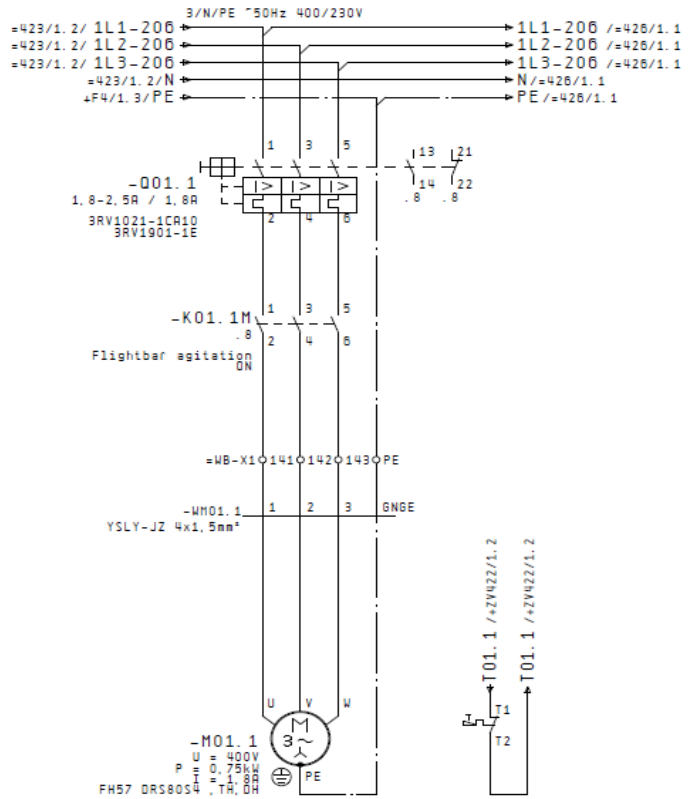 3/N/PE ~50Hz 400/230V
=423/1.2/ 1L1-206 1L1-206 /=426/1.1
=423/1.2/ 1L2-206 1L2-206 /=426/1.1
=423/1.2/ 1L3-206 1L3-206 /=426/1.1
=423/1.2/N N/=426/1.1
+F4/1.3/PE PE/=426/1.1
1 3 5 13 21
-Q01.1 I> I> I> 14 22
1,8-2,5A / 1,8A .8 .8
2 4 6
3RV1021-1CA10
3RV1901-1E
1 3 5
-K01.1M
.8 2 4 6
Flightbar agitation
ON
=WB-X1 141 142 143 PE
-WM01.1 1 2 3 GNGE
YSLY-JZ 4x1,5mm²
T01.1 /+ZV422/1.2
T01.1 /+ZV422/1.2
U V W
T1
T2
M
3~
-M01.1
U = 400V
P = 0,75kW
I = 1,8A
PE
FH57 DRS80S4 ,TH,DH